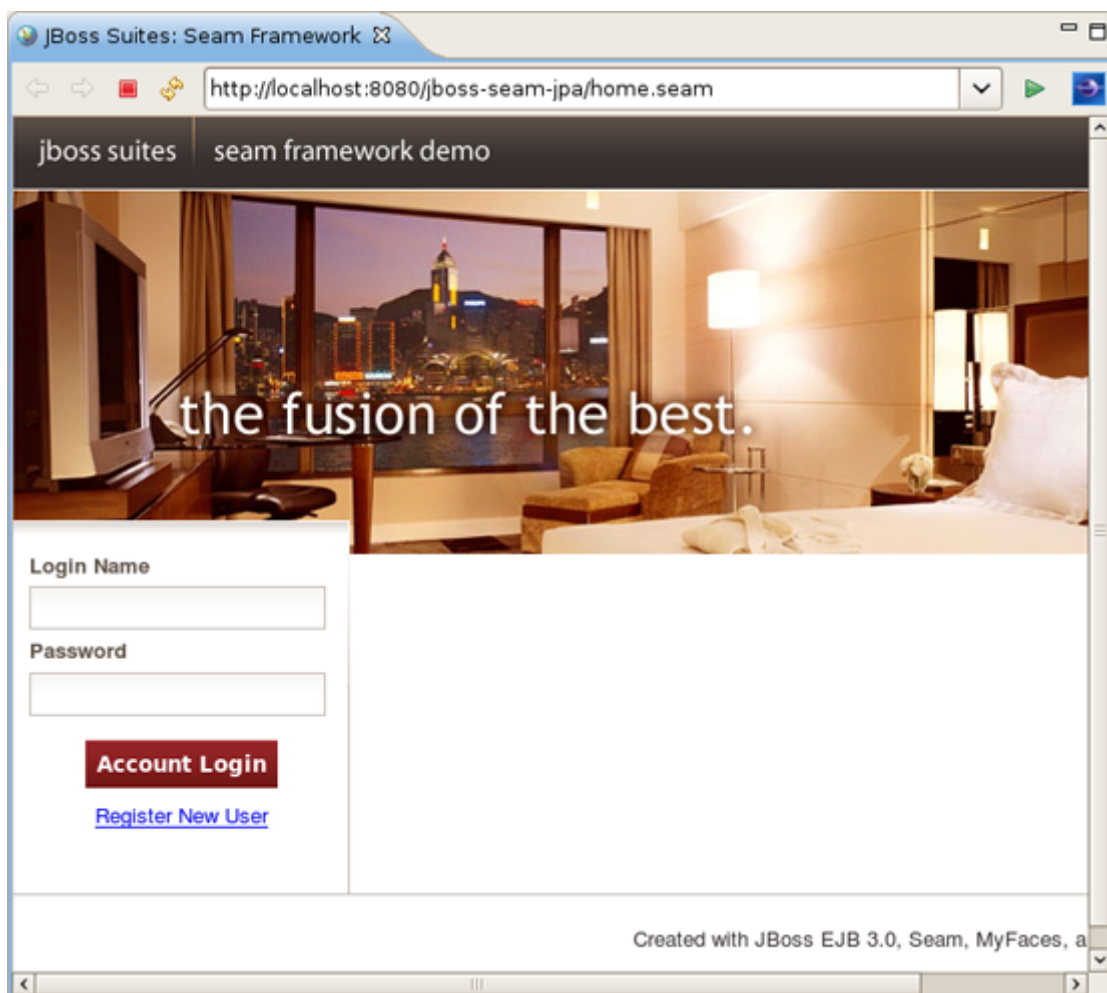 JBoss Suites: Seam Framework
http://localhost:8080/jboss-seam-jpa/home.seam
jboss suites seam framework demo
the fusion of the best.
Login Name
Password
Account Login
Register New User
Created with JBoss EJB 3.0, Seam, MyFaces, a